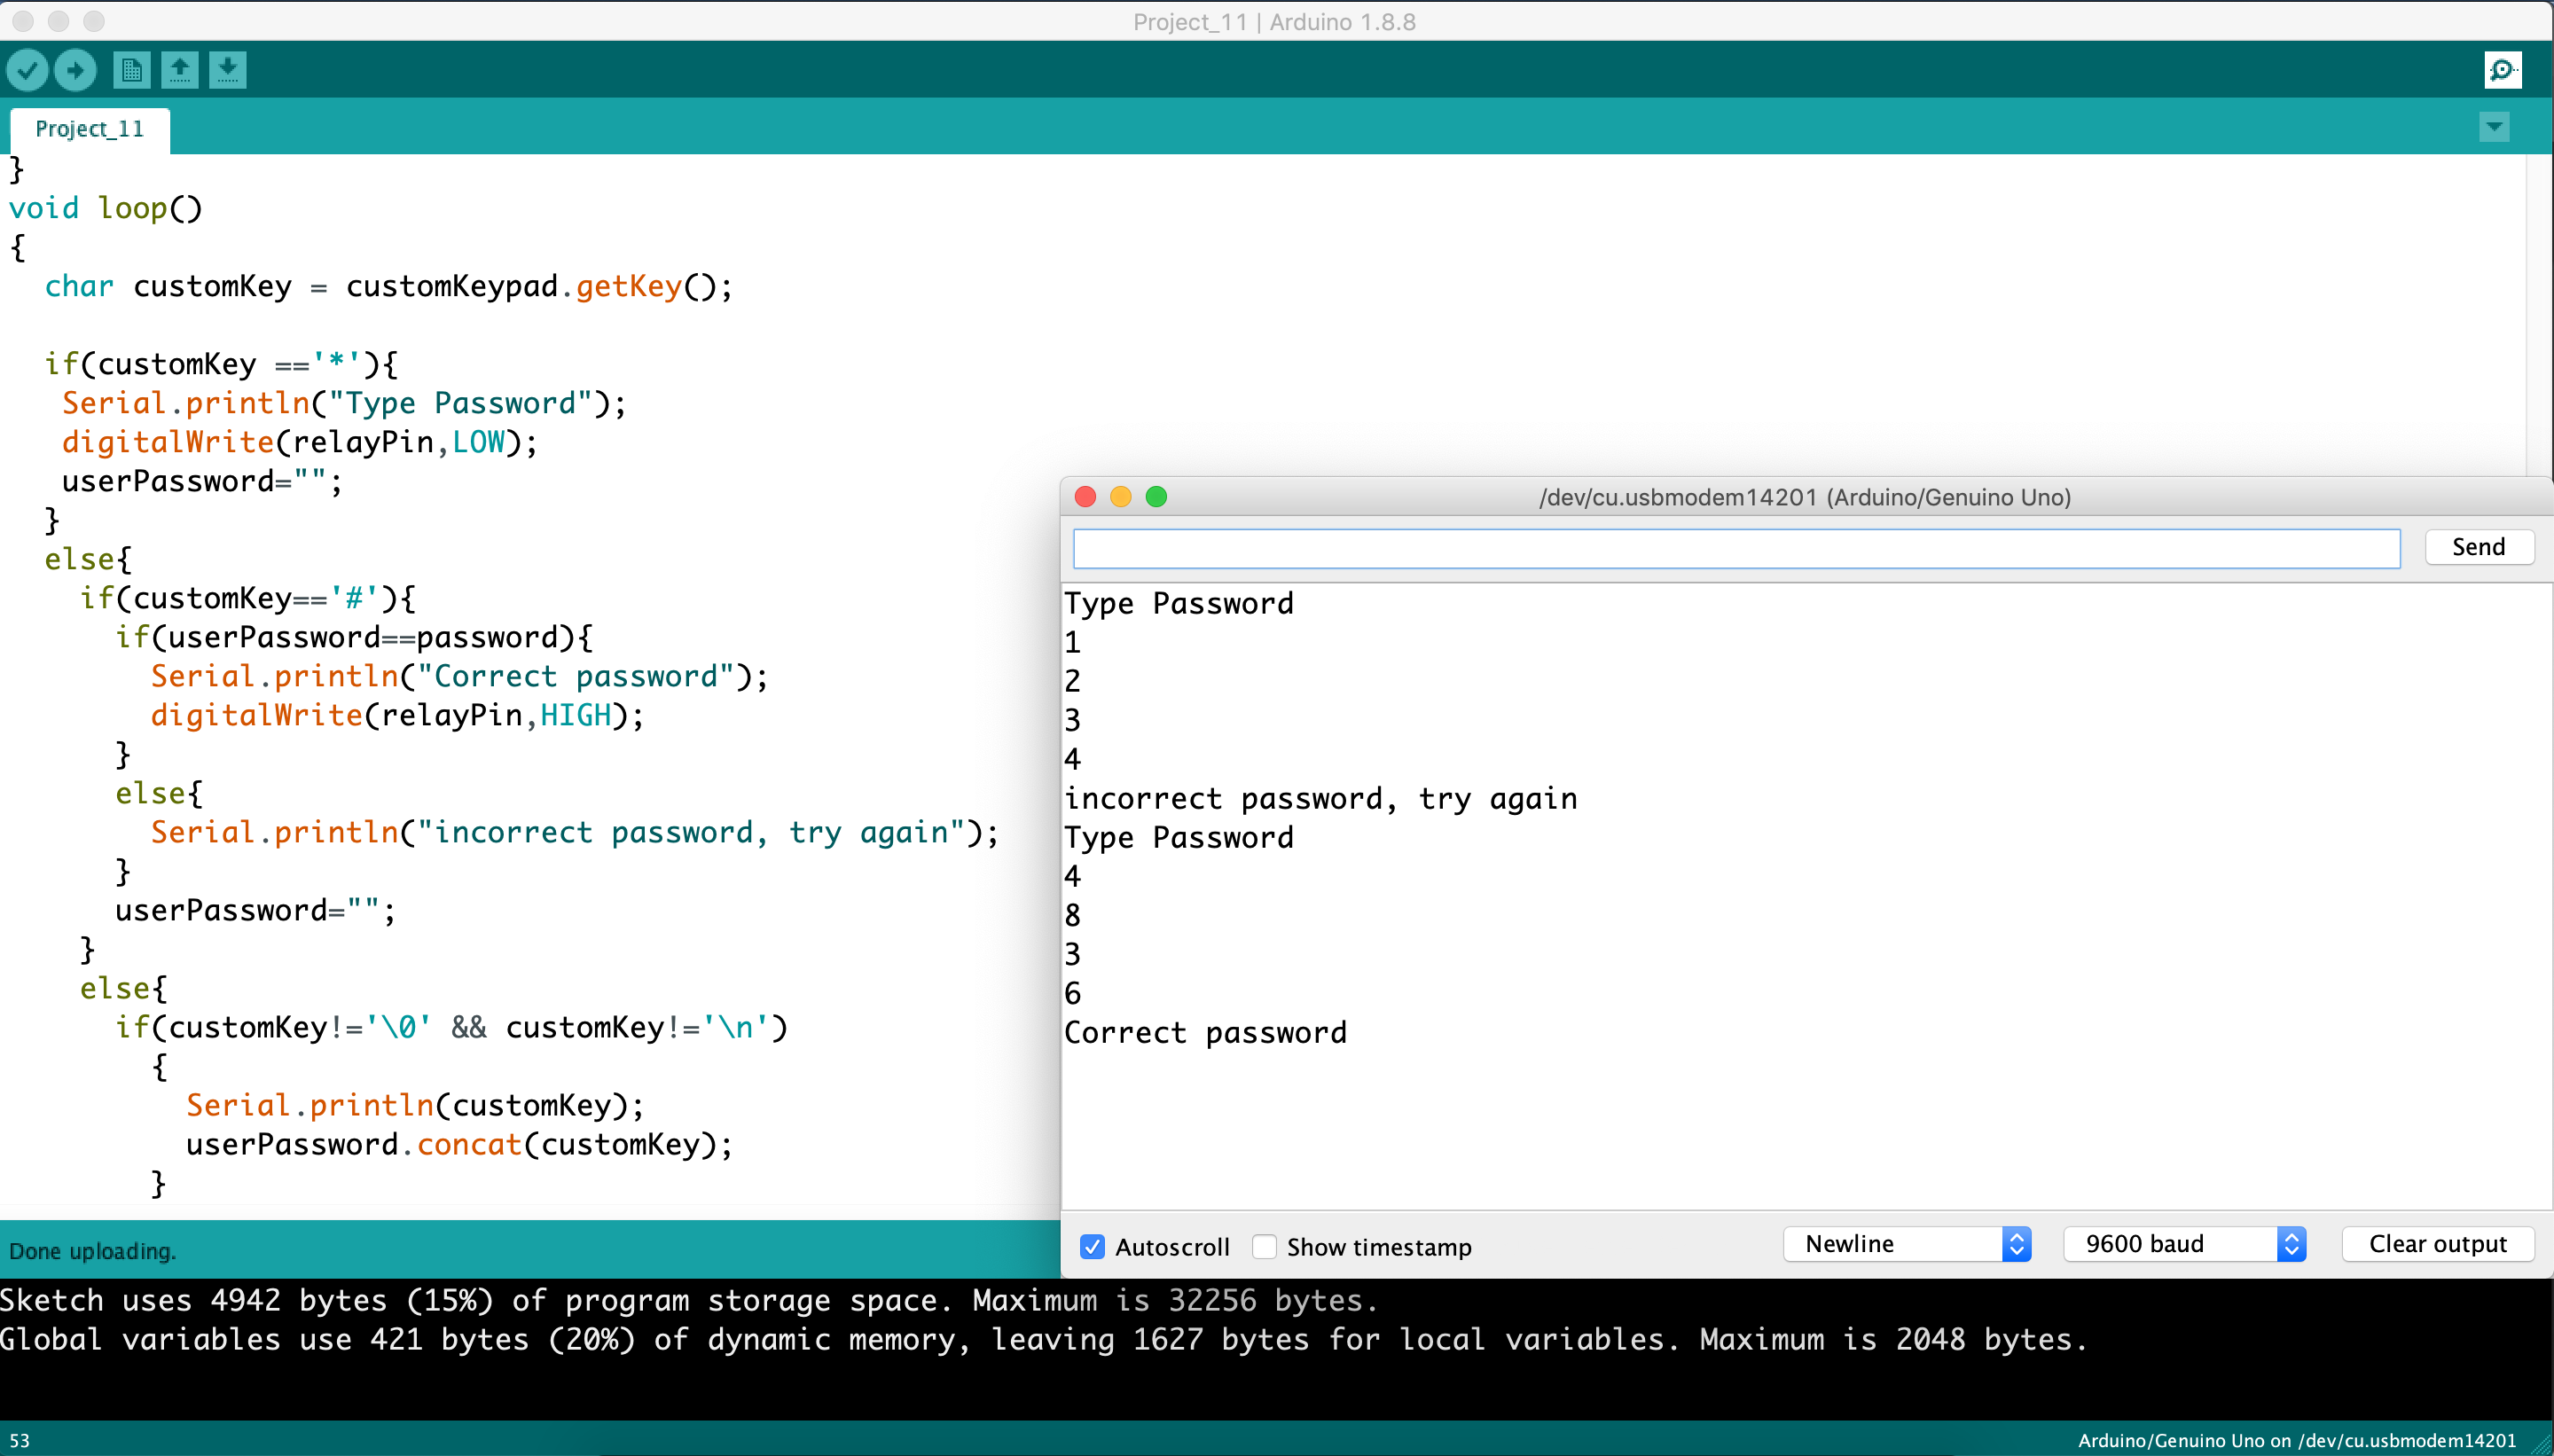 Project_11 | Arduino 1.8.8
Project_11
}
void loop()
{
  char customKey = customKeypad.getKey();

  if(customKey =='*'){
   Serial.println("Type Password");
   digitalWrite(relayPin,LOW);
   userPassword="";
  }
  else{
    if(customKey=='#'){
      if(userPassword==password){
        Serial.println("Correct password");
        digitalWrite(relayPin,HIGH);
      }
      else{
        Serial.println("incorrect password, try again");
      }
      userPassword="";
    }
    else{
      if(customKey!='\0' && customKey!='\n')
        {
          Serial.println(customKey);
          userPassword.concat(customKey);
        }
/dev/cu.usbmodem14201 (Arduino/Genuino Uno)
Send
Type Password
1
2
3
4
incorrect password, try again
Type Password
4
8
3
6
Correct password
Autoscroll Show timestamp Newline 9600 baud Clear output
Done uploading.
Sketch uses 4942 bytes (15%) of program storage space. Maximum is 32256 bytes.
Global variables use 421 bytes (20%) of dynamic memory, leaving 1627 bytes for local variables. Maximum is 2048 bytes.
53 Arduino/Genuino Uno on /dev/cu.usbmodem14201